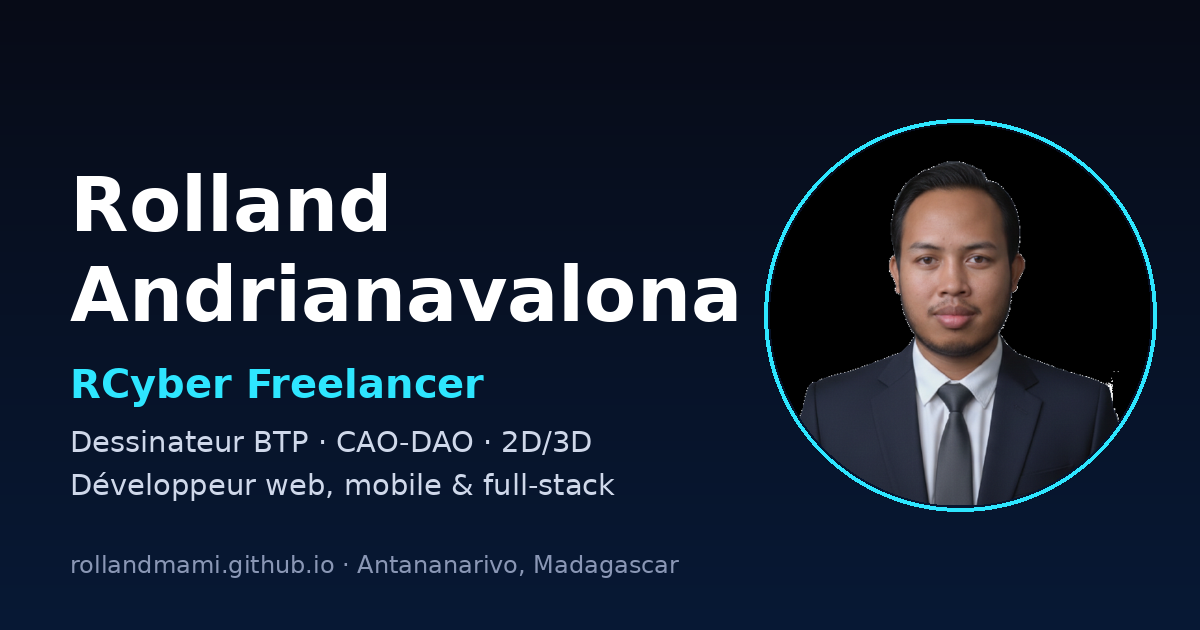 Rolland
Andrianavalona
RCyber Freelancer
Dessinateur BTP · CAO-DAO · 2D/3D
Développeur web, mobile & full-stack
rollandmami.github.io · Antananarivo, Madagascar